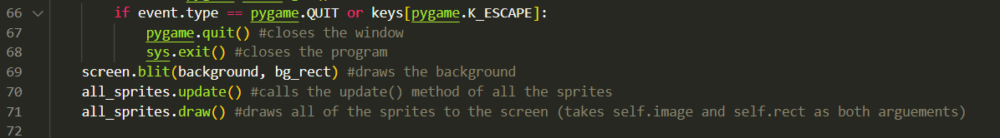 66 if event.type == pygame.QUIT or keys[pygame.K_ESCAPE]:
67 pygame.quit() #closes the window
68 sys.exit() #closes the program
69 screen.blit(background, bg_rect) #draws the background
70 all_sprites.update() #calls the update() method of all the sprites
71 all_sprites.draw() #draws all of the sprites to the screen (takes self.image and self.rect as both arguements)
72